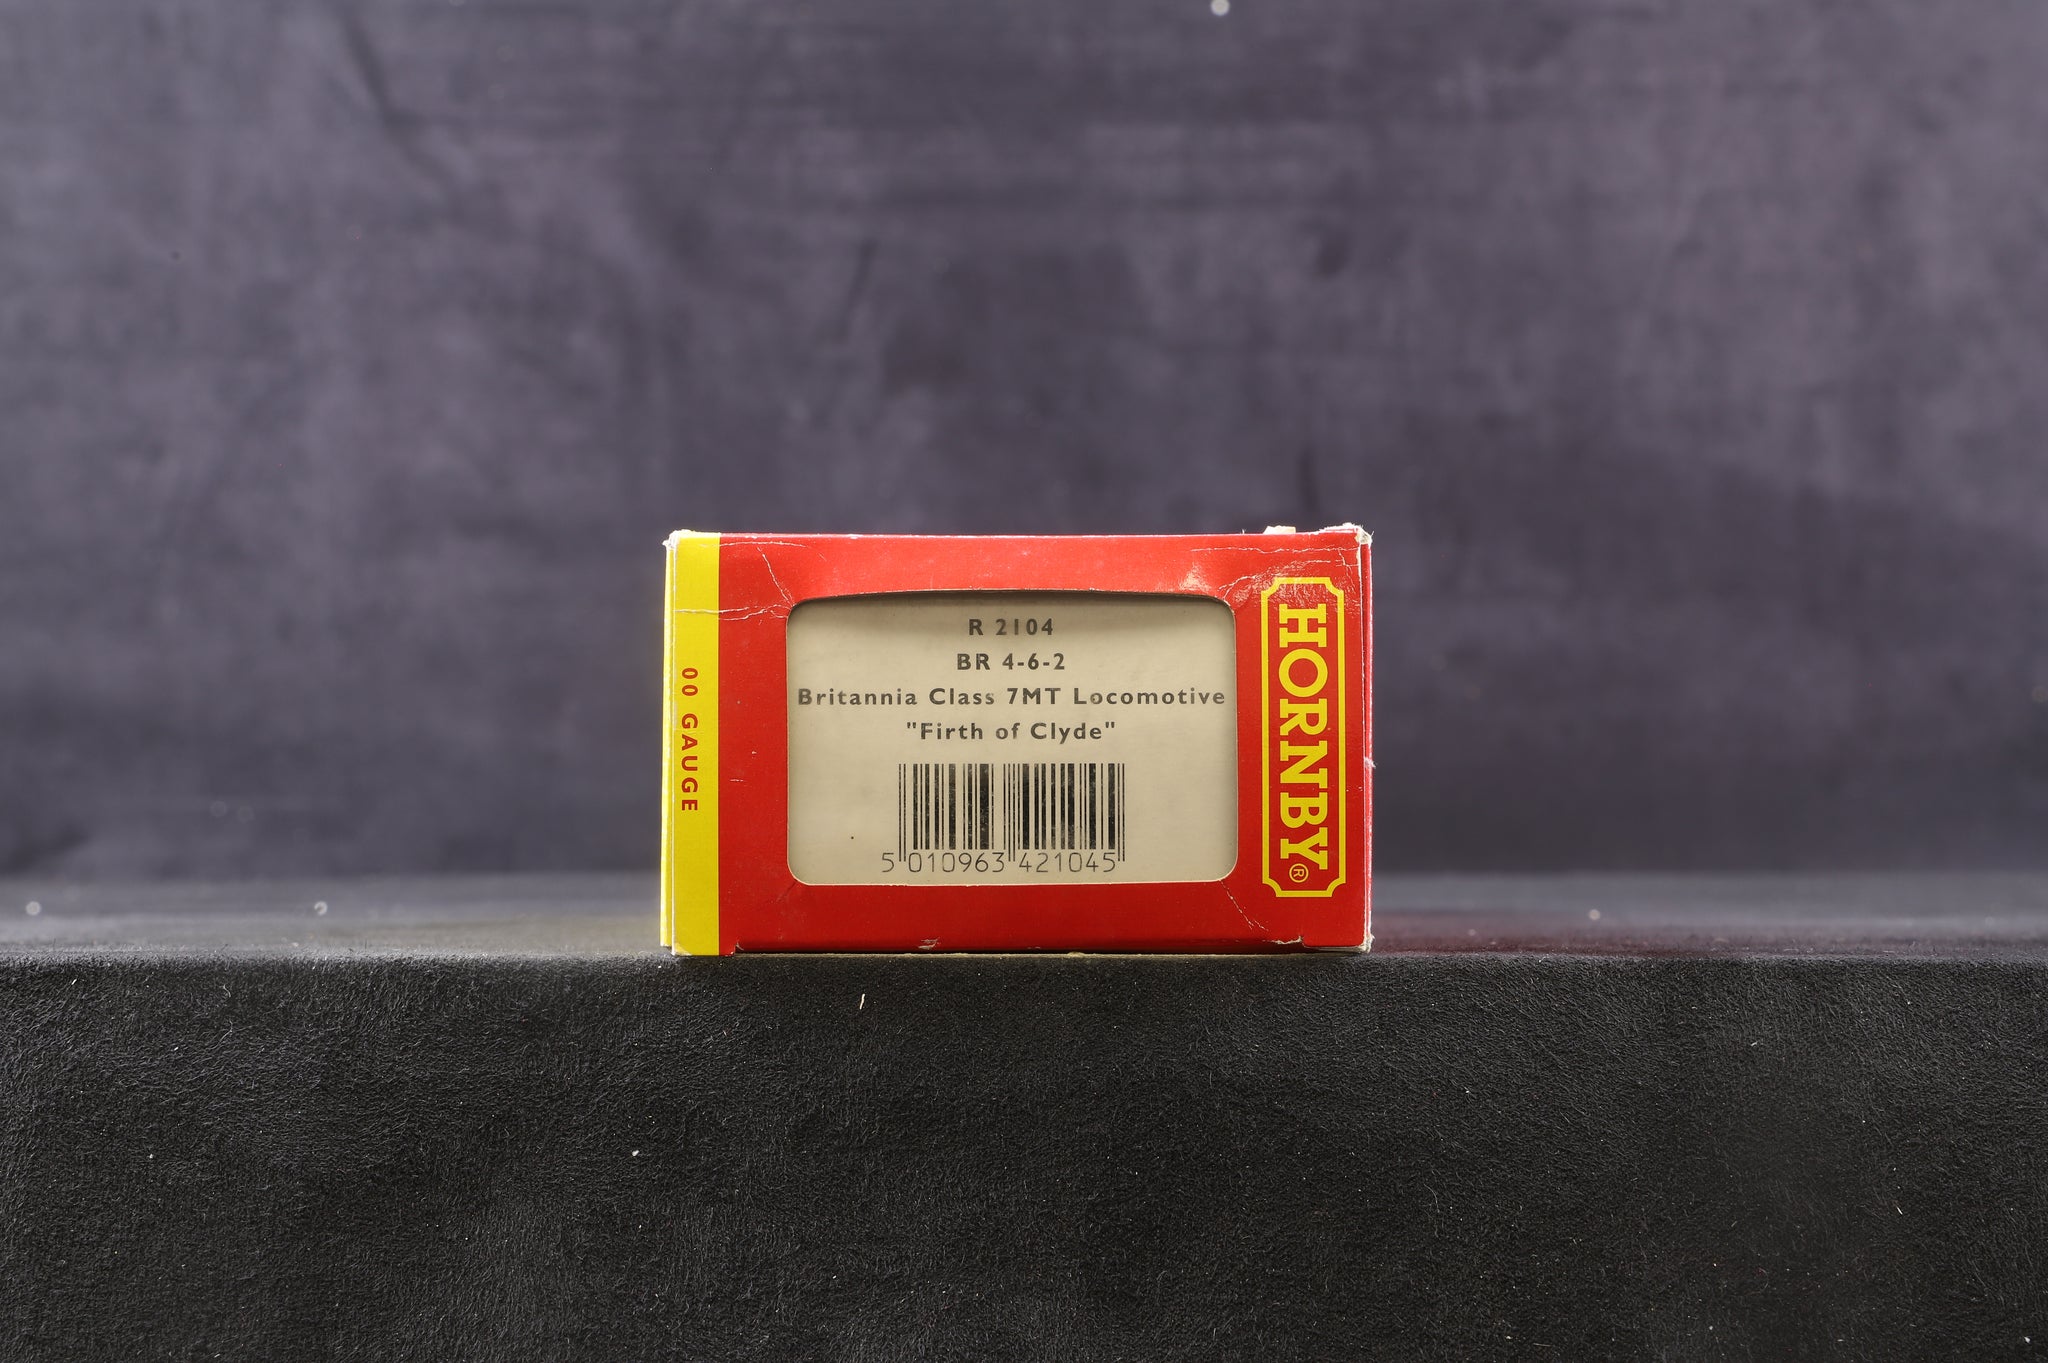 00 GAUGE
R 2104
BR 4-6-2
Britannia Class 7MT Locomotive
"Firth of Clyde"
5 010963 421045
HORNBY®